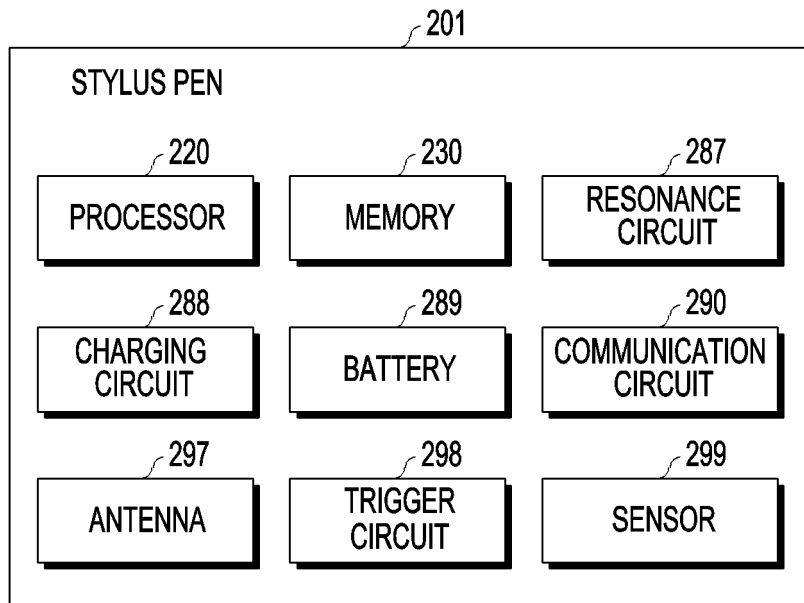 201
STYLUS PEN
220
230
287
PROCESSOR
MEMORY
RESONANCE
CIRCUIT
288
289
290
CHARGING
CIRCUIT
BATTERY
COMMUNICATION
CIRCUIT
297
298
299
ANTENNA
TRIGGER
CIRCUIT
SENSOR